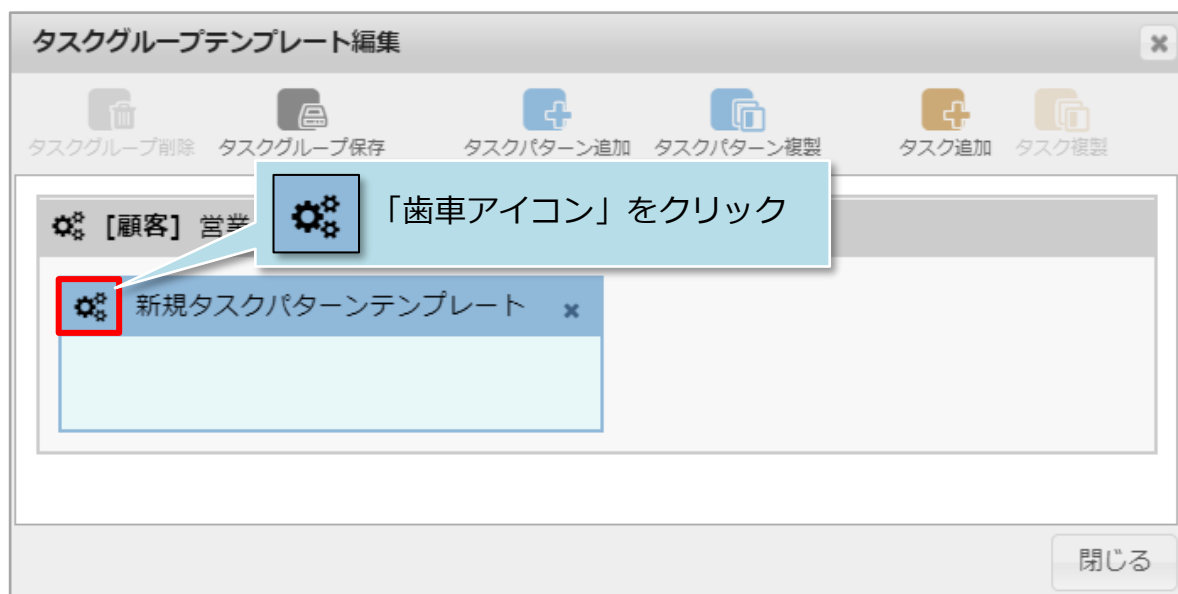 タスクグループテンプレート編集
タスクグループ削除 タスクグループ保存 タスクパターン追加 タスクパターン複製 タスク追加 タスク複製
「歯車アイコン」をクリック
[顧客] 営業
新規タスクパターンテンプレート
閉じる